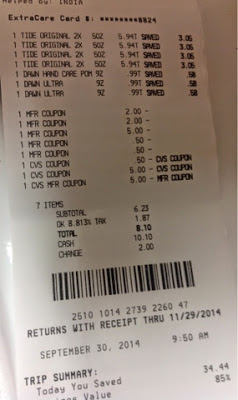 Helped by: INDIA
ExtraCare Card #: *********8824
1 TIDE ORIGINAL 2X 50Z 5.94T SAVED 3.05
1 TIDE ORIGINAL 2X 50Z 5.94T SAVED 3.05
1 TIDE ORIGINAL 2X 50Z 5.94T SAVED 3.05
1 TIDE ORIGINAL 2X 50Z 5.94T SAVED 3.05
1 DAWN HAND CARE POM 9Z .99T SAVED .58
1 DAWN ULTRA 9Z .99T SAVED .58
1 DAWN ULTRA 9Z .99T SAVED .58
1 MFR COUPON 2.00 -
1 MFR COUPON .50 -
1 MFR COUPON 5.00 -
1 MFR COUPON .50 -
1 CVS COUPON .50 - CVS COUPON
1 CVS COUPON 5.00 - CVS COUPON
1 CVS MFR COUPON 5.00 - MFR COUPON
7 ITEMS
SUBTOTAL 6.23
OK 8.813% TAX 1.87
TOTAL 8.10
CASH 10.10
CHANGE 2.00
2510 1014 2739 2260 47
RETURNS WITH RECEIPT THRU 11/29/2014
SEPTEMBER 30, 2014 9:50 AM
TRIP SUMMARY:
Today You Saved 34.44
Savings Value 85%